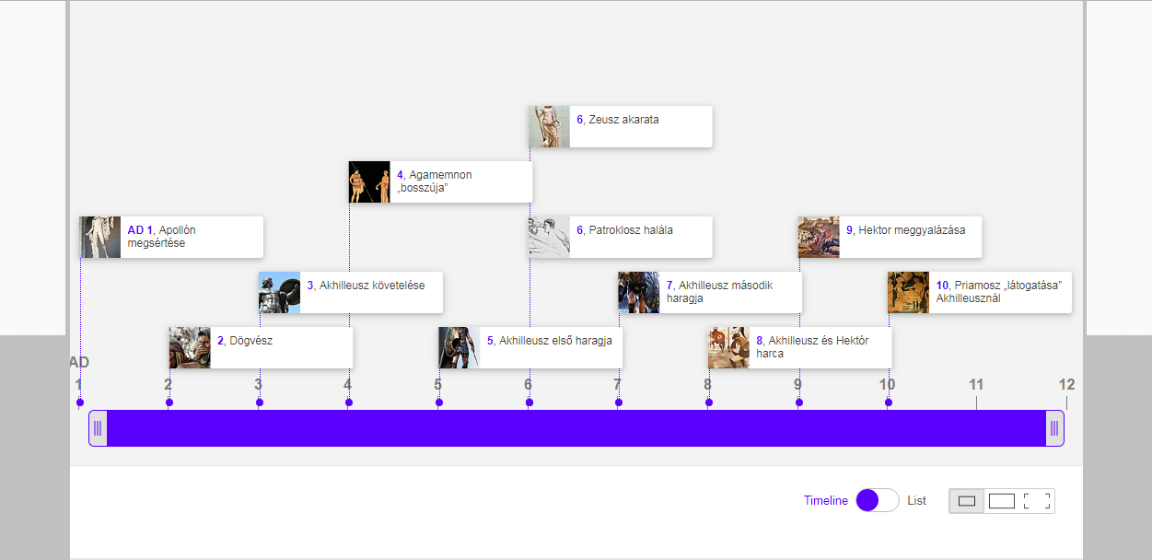 6, Zeusz akarata
4, Agamemnon
„bosszúja”
AD 1, Apollón
megsértése
6, Patroklosz halála
9, Hektor meggyalázása
3, Akhilleusz követelése
7, Akhilleusz második
haragja
10, Priamosz „látogatása”
Akhilleusznál
2, Dögvész
5, Akhilleusz első haragja
8, Akhilleusz és Hektór
harca
AD
1 2 3 4 5 6 7 8 9 10 11 12
Timeline List